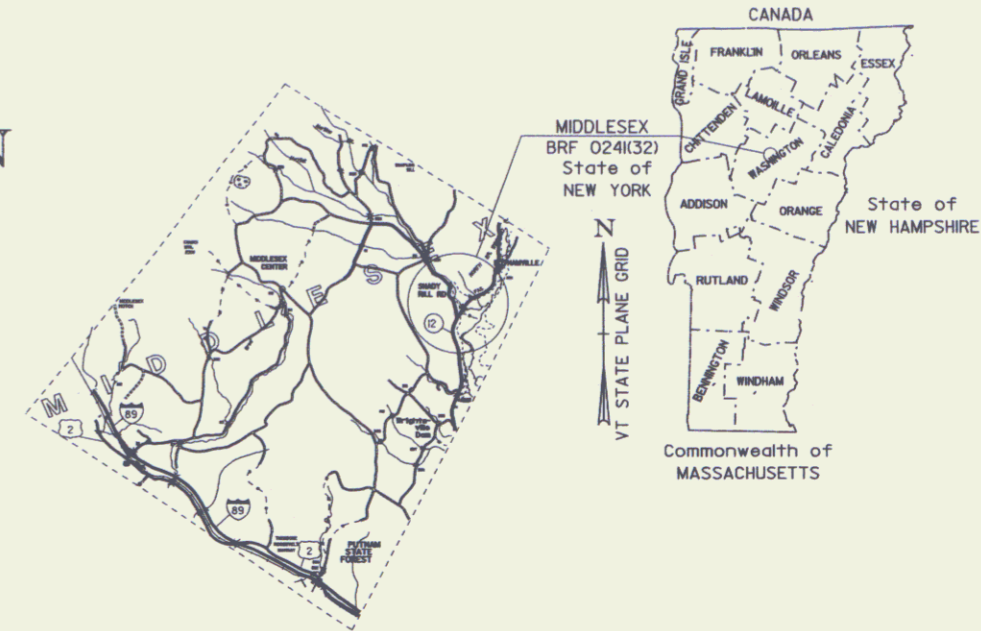 CANADA
GRAND ISLE
FRANKLIN
ORLEANS
ESSEX
LAMOILLE
CHITTENDEN
CALEDONIA
WASHINGTON
ADDISON
ORANGE
RUTLAND
WINDSOR
BENNINGTON
WINDHAM
State of
NEW HAMPSHIRE
Commonwealth of
MASSACHUSETTS
MIDDLESEX
BRF 0241(32)
State of
NEW YORK
N
VT STATE PLANE GRID
N
MIDDLESEX
MIDDLESEX
CENTER
SHADY
RILL RD
12
89
2
89
2
PUTNAM
STATE
FOREST